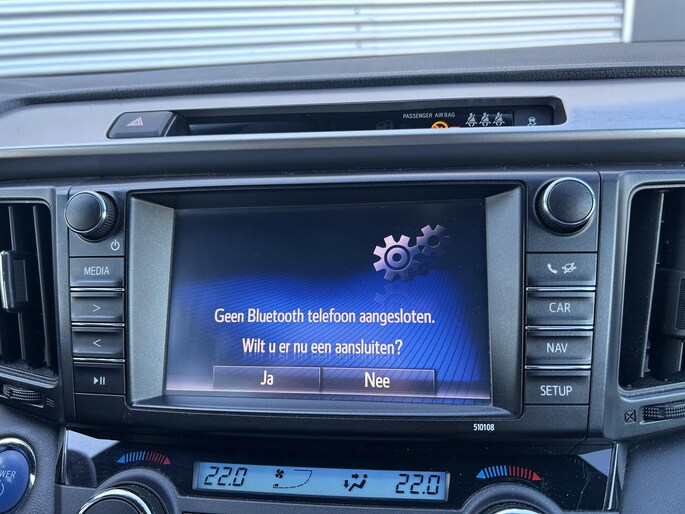 PASSENGER AIR BAG
MEDIA
>
<
CAR
NAV
SETUP
Geen Bluetooth telefoon aangesloten.
Wilt u er nu een aansluiten?
Ja
Nee
510108
POWER
22.0
22.0